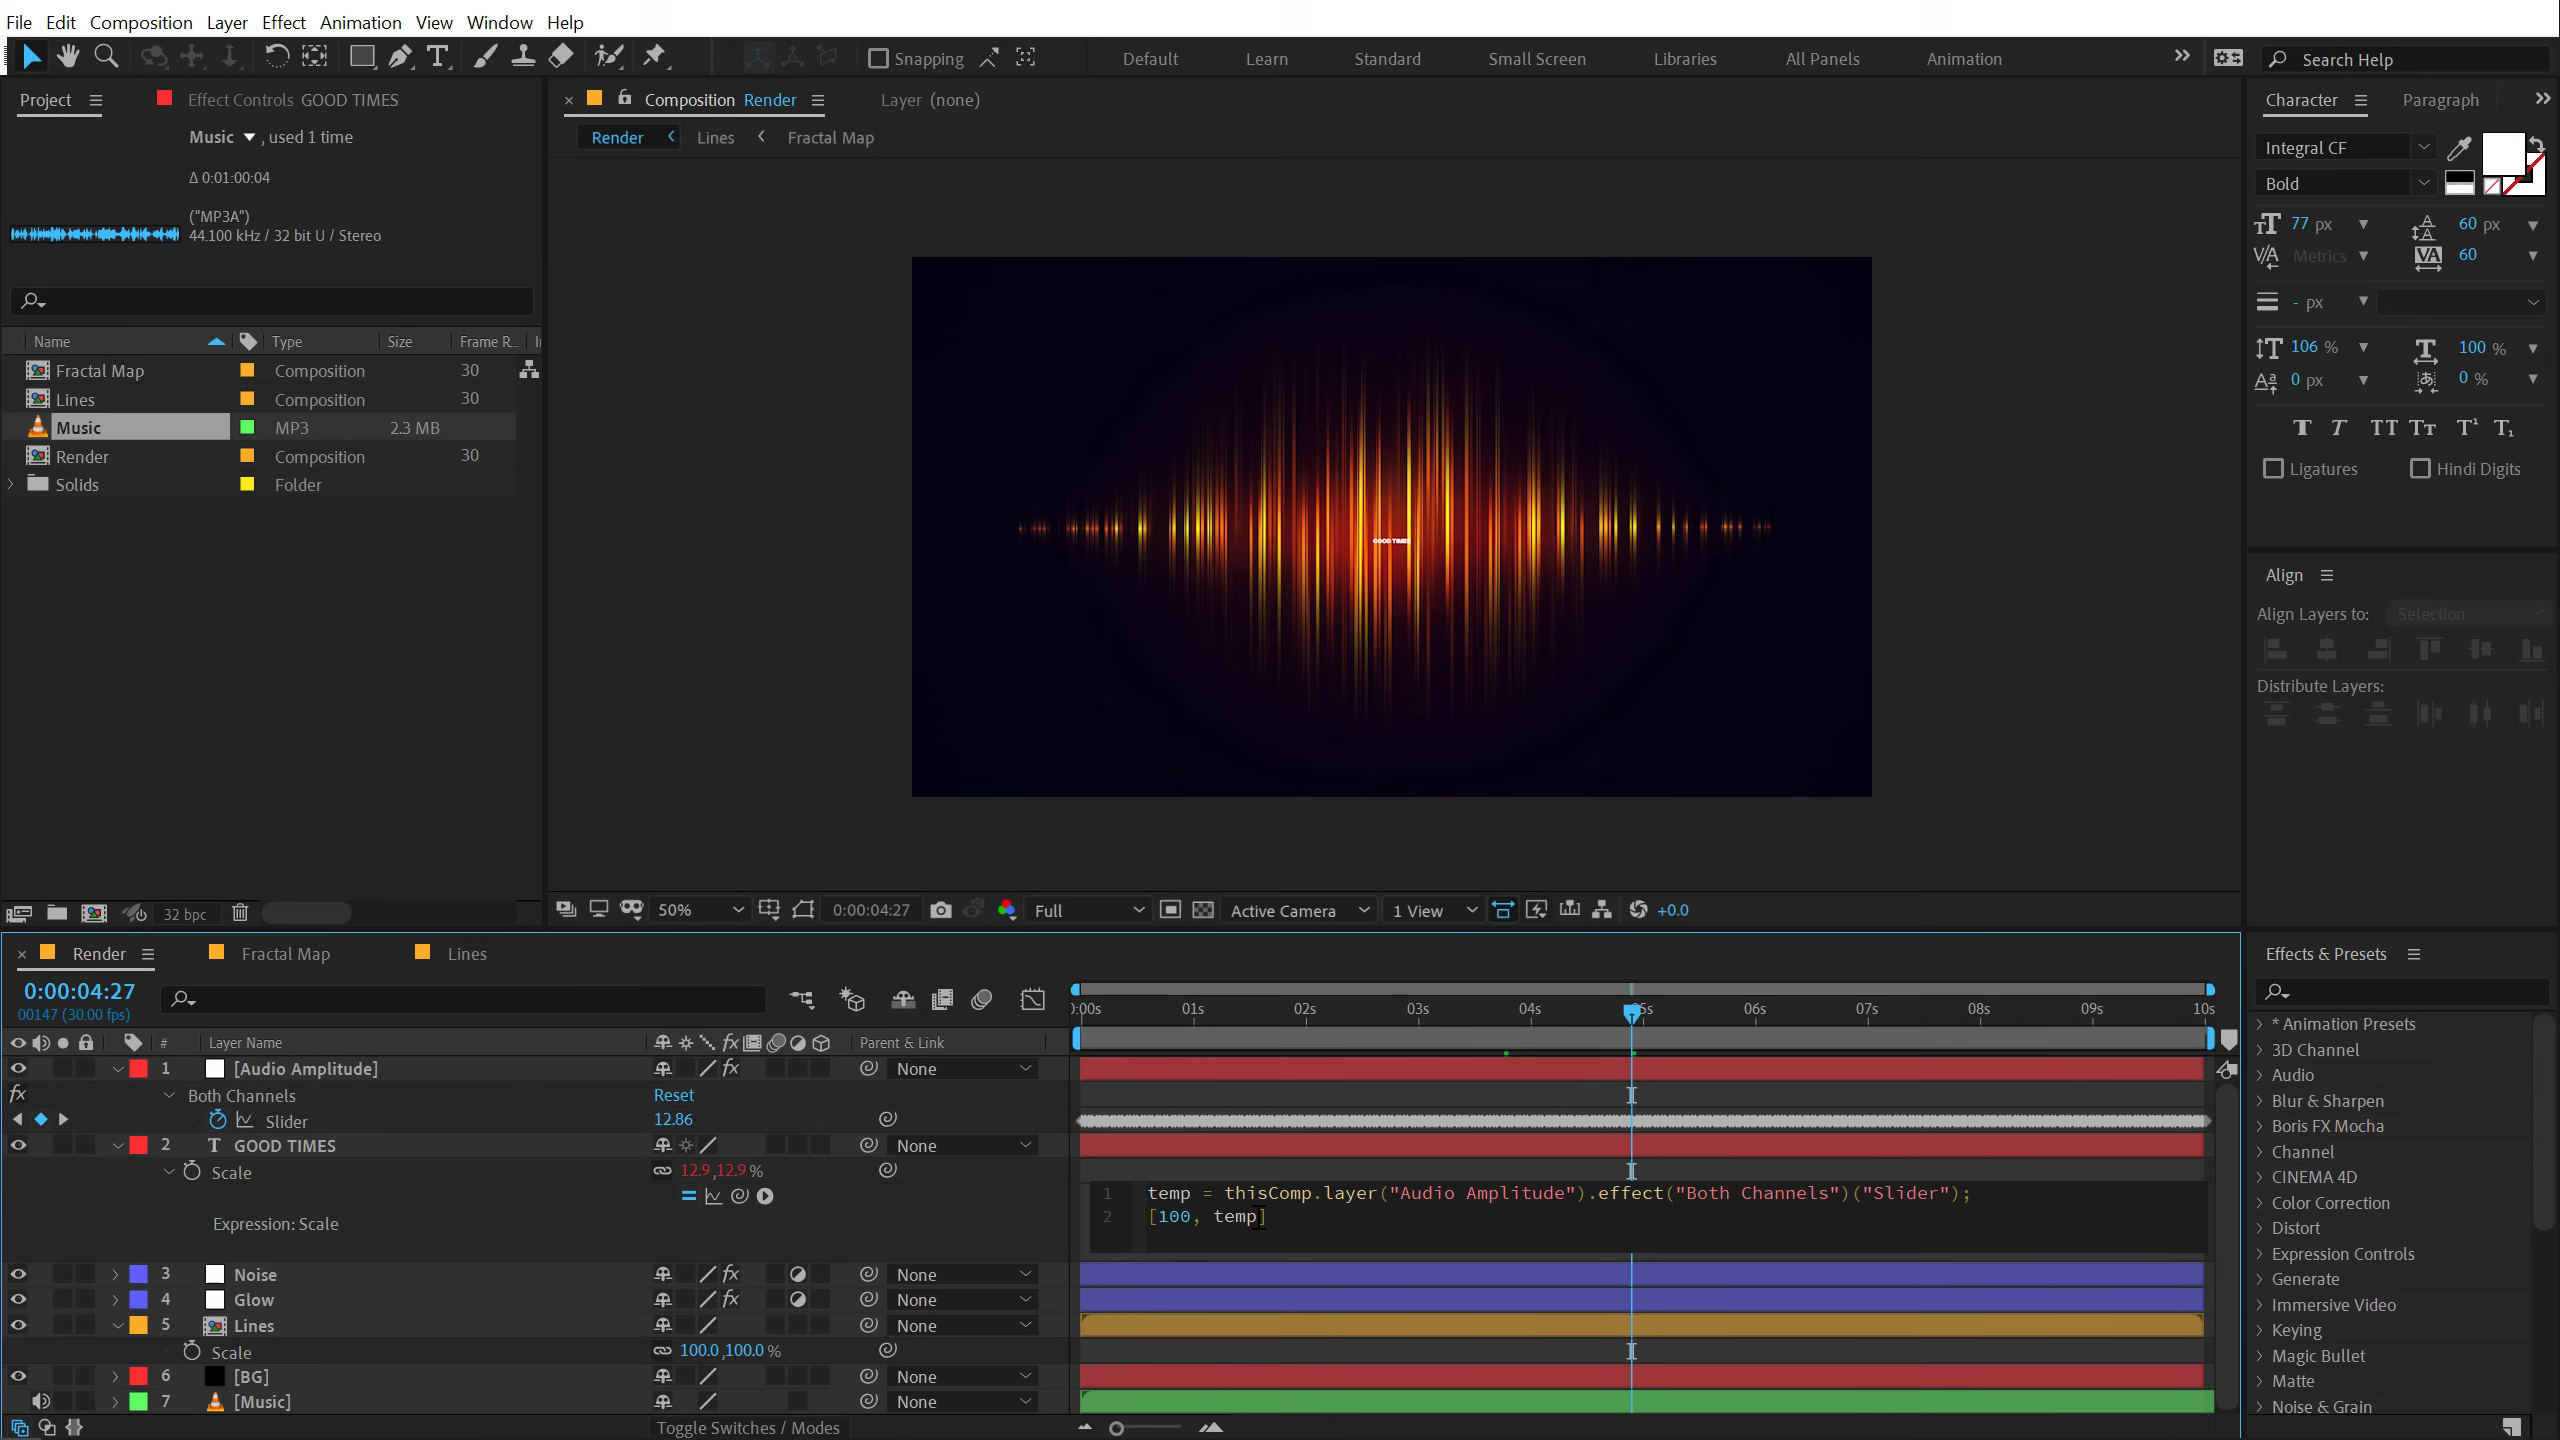 File Edit Composition Layer Effect Animation View Window Help
Snapping Default Learn Standard Small Screen Libraries All Panels Animation Search Help
Project Effect Controls GOOD TIMES
Music , used 1 time
Δ 0:01:00:04
("MP3A")
44.100 kHz / 32 bit U / Stereo
Name Type Size Frame R...
Fractal Map Composition 30
Lines Composition 30
Music MP3 2.3 MB
Render Composition 30
Solids Folder
32 bpc
Composition Render Layer (none)
Render Lines Fractal Map
GOOD TIMES
50% 0:00:04:27 Full Active Camera 1 View +0.0
Character Paragraph
Integral CF
Bold
77 px 60 px
Metrics 60
- px
106 % 100 %
0 px 0 %
Ligatures Hindi Digits
Align
Align Layers to: Selection
Distribute Layers:
Render Fractal Map Lines
0:00:04:27
00147 (30.00 fps)
0:00s 01s 02s 03s 04s 05s 06s 07s 08s 09s 10s
# Layer Name Parent & Link
1 [Audio Amplitude] None
Both Channels Reset
Slider 12.86
2 GOOD TIMES None
Scale 12.9,12.9 %
Expression: Scale
1 temp = thisComp.layer("Audio Amplitude").effect("Both Channels")("Slider");
2 [100, temp]
3 Noise None
4 Glow None
5 Lines None
Scale 100.0,100.0 %
6 [BG] None
7 [Music] None
Toggle Switches / Modes
Effects & Presets
* Animation Presets
3D Channel
Audio
Blur & Sharpen
Boris FX Mocha
Channel
CINEMA 4D
Color Correction
Distort
Expression Controls
Generate
Immersive Video
Keying
Magic Bullet
Matte
Noise & Grain